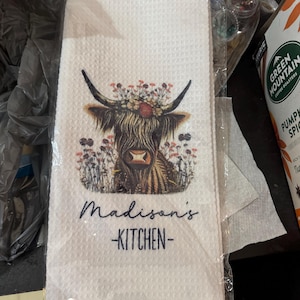 Madison's
-KITCHEN-
GREEN
MOUNTAIN
PUMPKIN
SPI